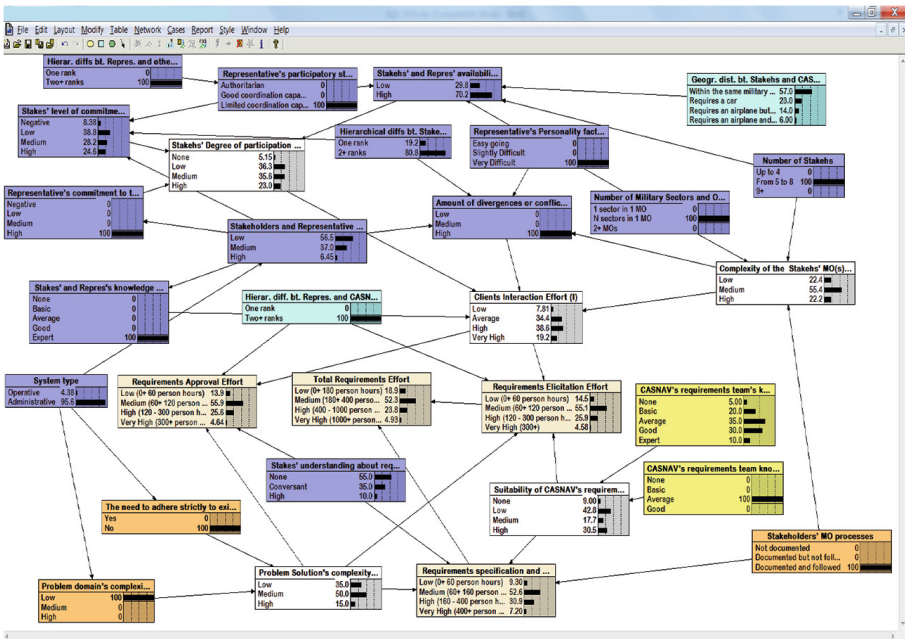 File Edit Layout Modify Table Network Cases Report Style Window Help
Hierar. diffs bt. Repres. and othe...
One rank 0
Two+ ranks 100
Representative's participatory st...
Authoritarian 0
Good coordination capa... 0
Limited coordination capa... 100
Stakehs' and Repres' availabili...
Low 29.8
High 70.2
Geogr. dist. bt. Stakehs and CAS...
Within the same military ... 57.0
Requires a car 23.0
Requires an airplane but... 14.0
Requires an airplane and... 6.00
Stakes' level of commitme...
Negative 8.38
Low 38.8
Medium 28.2
High 24.6
Stakehs' Degree of participation ...
None 5.15
Low 36.3
Medium 35.6
High 23.0
Hierarchical diffs bt. Stake...
One rank 19.2
2+ ranks 80.8
Representative's Personality fact...
Easy going 0
Slightly Difficult 0
Very Difficult 100
Number of Stakehs
Up to 4 0
From 5 to 8 100
9+ 0
Representative's commitment to t...
Negative 0
Low 0
Medium 0
High 100
Stakeholders and Representative ...
Low 56.5
Medium 37.0
High 6.45
Amount of divergences or conflic...
Low 0
Medium 0
High 100
Number of Military Sectors and O...
1 sector in 1 MO 0
N sectors in 1 MO 100
2+ MOs 0
Complexity of the Stakehs' MO(s)...
Low 22.4
Medium 55.4
High 22.2
Stakes' and Repres's knowledge ...
None 0
Basic 0
Average 0
Good 0
Expert 100
Hierar. diff. bt. Repres. and CASN...
One rank 0
Two+ ranks 100
Clients Interaction Effort (I)
Low 7.81
Average 34.4
High 38.6
Very High 19.2
System type
Operative 4.38
Administrative 95.6
Requirements Approval Effort
Low (0+ 60 person hours) 13.9
Medium (60+ 120 person ... 55.9
High (120 - 300 person h... 25.6
Very High (300+ person... 4.64
Total Requirements Effort
Low (0+ 180 person hours) 18.9
Medium (180+ 400 perso... 52.3
High (400 - 1000 person ... 23.8
Very High (1000+ person... 4.93
Requirements Elicitation Effort
Low (0+ 60 person hours) 14.5
Medium (60+ 120 person ... 55.1
High (120 - 300 person h... 25.9
Very High (300+) 4.58
CASNAV's requirements team's k...
None 5.00
Basic 20.0
Average 35.0
Good 30.0
Expert 10.0
Stakes' understanding about req...
None 55.0
Conversant 35.0
High 10.0
CASNAV's requirements team kno...
None 0
Basic 0
Average 100
Good 0
Suitability of CASNAV's requirem...
None 9.00
Low 42.8
Medium 17.7
High 30.5
The need to adhere strictly to exi...
Yes 0
No 100
Stakeholders' MO processes
Not documented 0
Documented but not foll... 0
Documented and followed 100
Problem domain's complexi...
Low 100
Medium 0
High 0
Problem Solution's complexity...
Low 35.0
Medium 50.0
High 15.0
Requirements specification and ...
Low (0+ 60 person hours) 9.30
Medium (60+ 160 person ... 52.6
High (160 - 400 person h... 30.9
Very High (400+ person ... 7.20